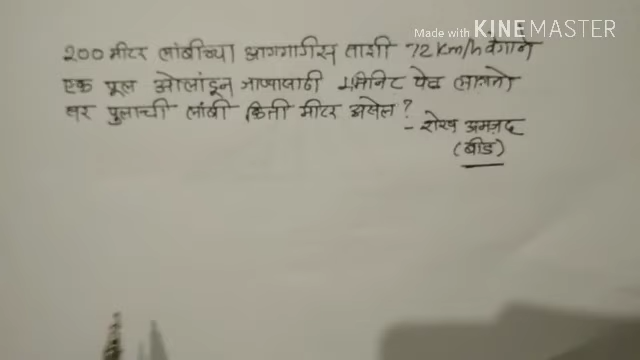 Made with KINEMASTER
200 मीटर लांबीच्या आगगाडीस ताशी 72 Km/h वेगाने
एक पूल ओलांडून जाण्यासाठी 1 मिनिट वेळ लागतो
तर पुलाची लांबी किती मीटर असेल?
- शेख अमजद
(बीड)